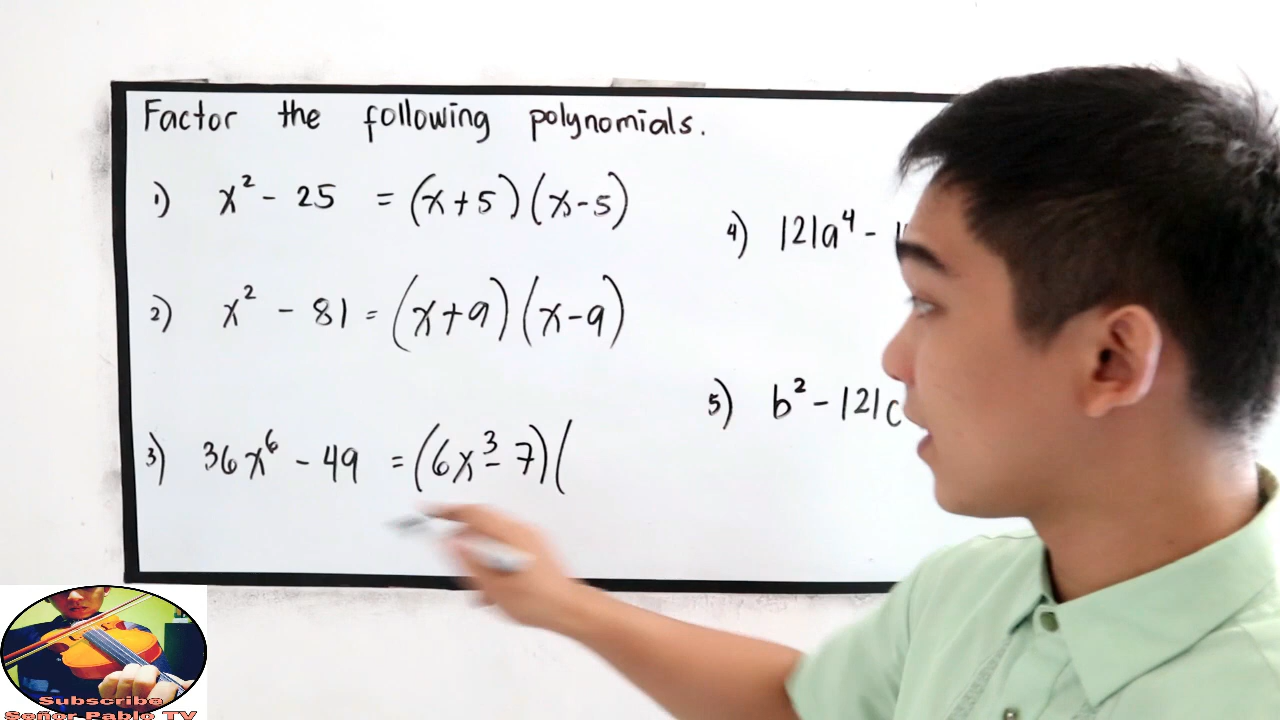 Factor the following polynomials.
1) x² - 25 = (x+5)(x-5)
2) x² - 81 = (x+9)(x-9)
3) 36x⁶ - 49 = (6x³- 7)(
4) 121a⁴ -
5) b² - 121c
Subscribe
Señor Pablo TV